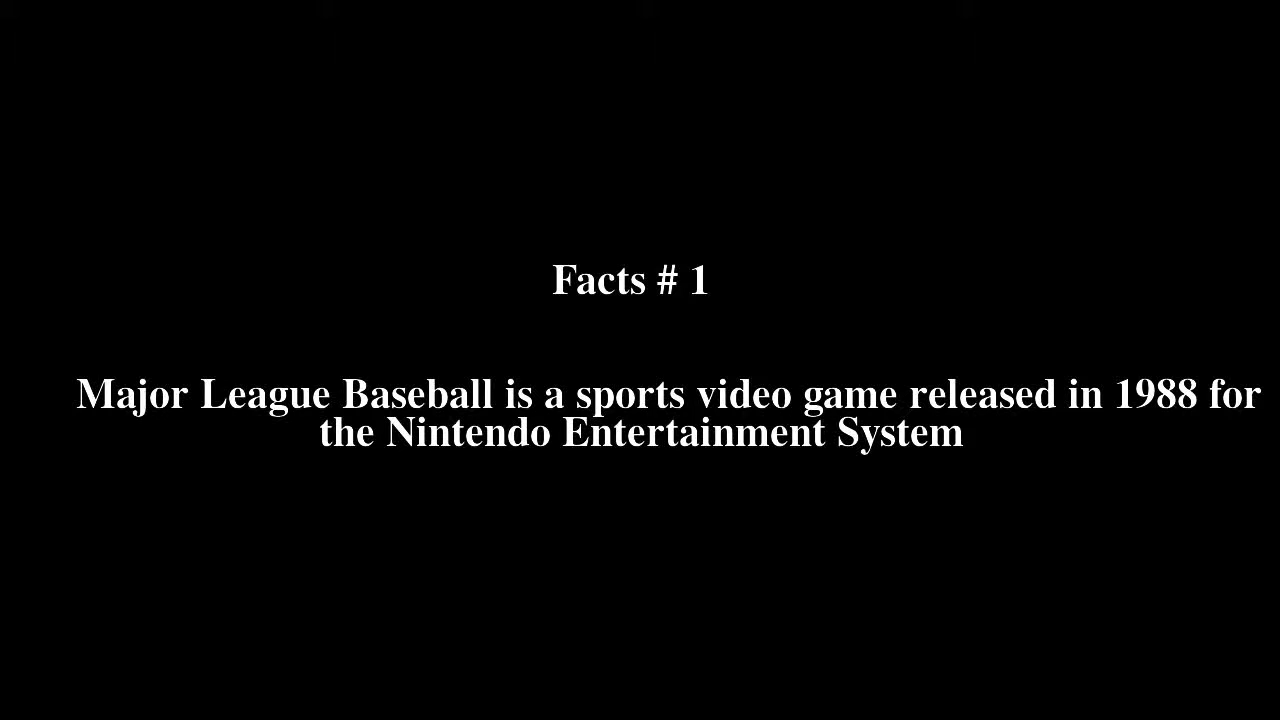 Facts # 1
Major League Baseball is a sports video game released in 1988 for
the Nintendo Entertainment System